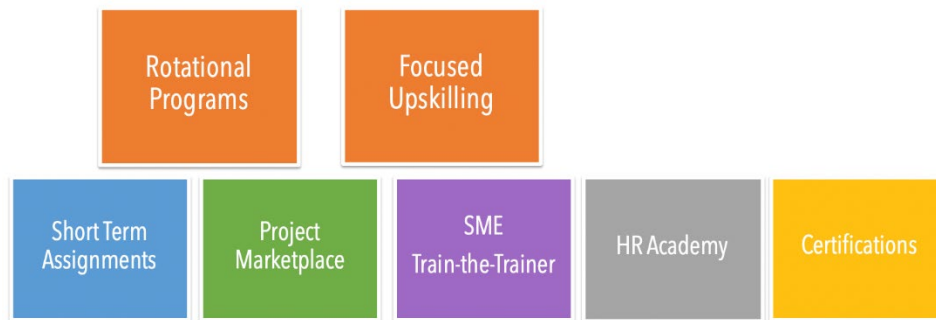 Rotational
Programs
Focused
Upskilling
Short Term
Assignments
Project
Marketplace
SME
Train-the-Trainer
HR Academy
Certifications